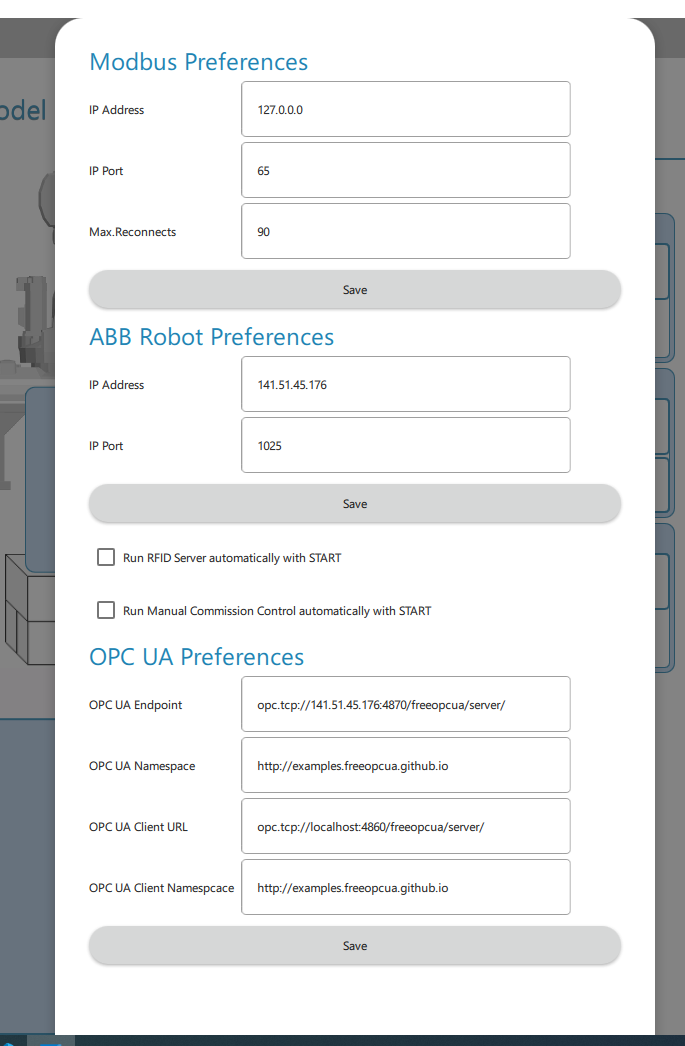 Modbus Preferences
IP Address
127.0.0.0
IP Port
65
Max.Reconnects
90
Save
ABB Robot Preferences
IP Address
141.51.45.176
IP Port
1025
Save
Run RFID Server automatically with START
Run Manual Commission Control automatically with START
OPC UA Preferences
OPC UA Endpoint
opc.tcp://141.51.45.176:4870/freeopcua/server/
OPC UA Namespace
http://examples.freeopcua.github.io
OPC UA Client URL
opc.tcp://localhost:4860/freeopcua/server/
OPC UA Client Namespcace
http://examples.freeopcua.github.io
Save